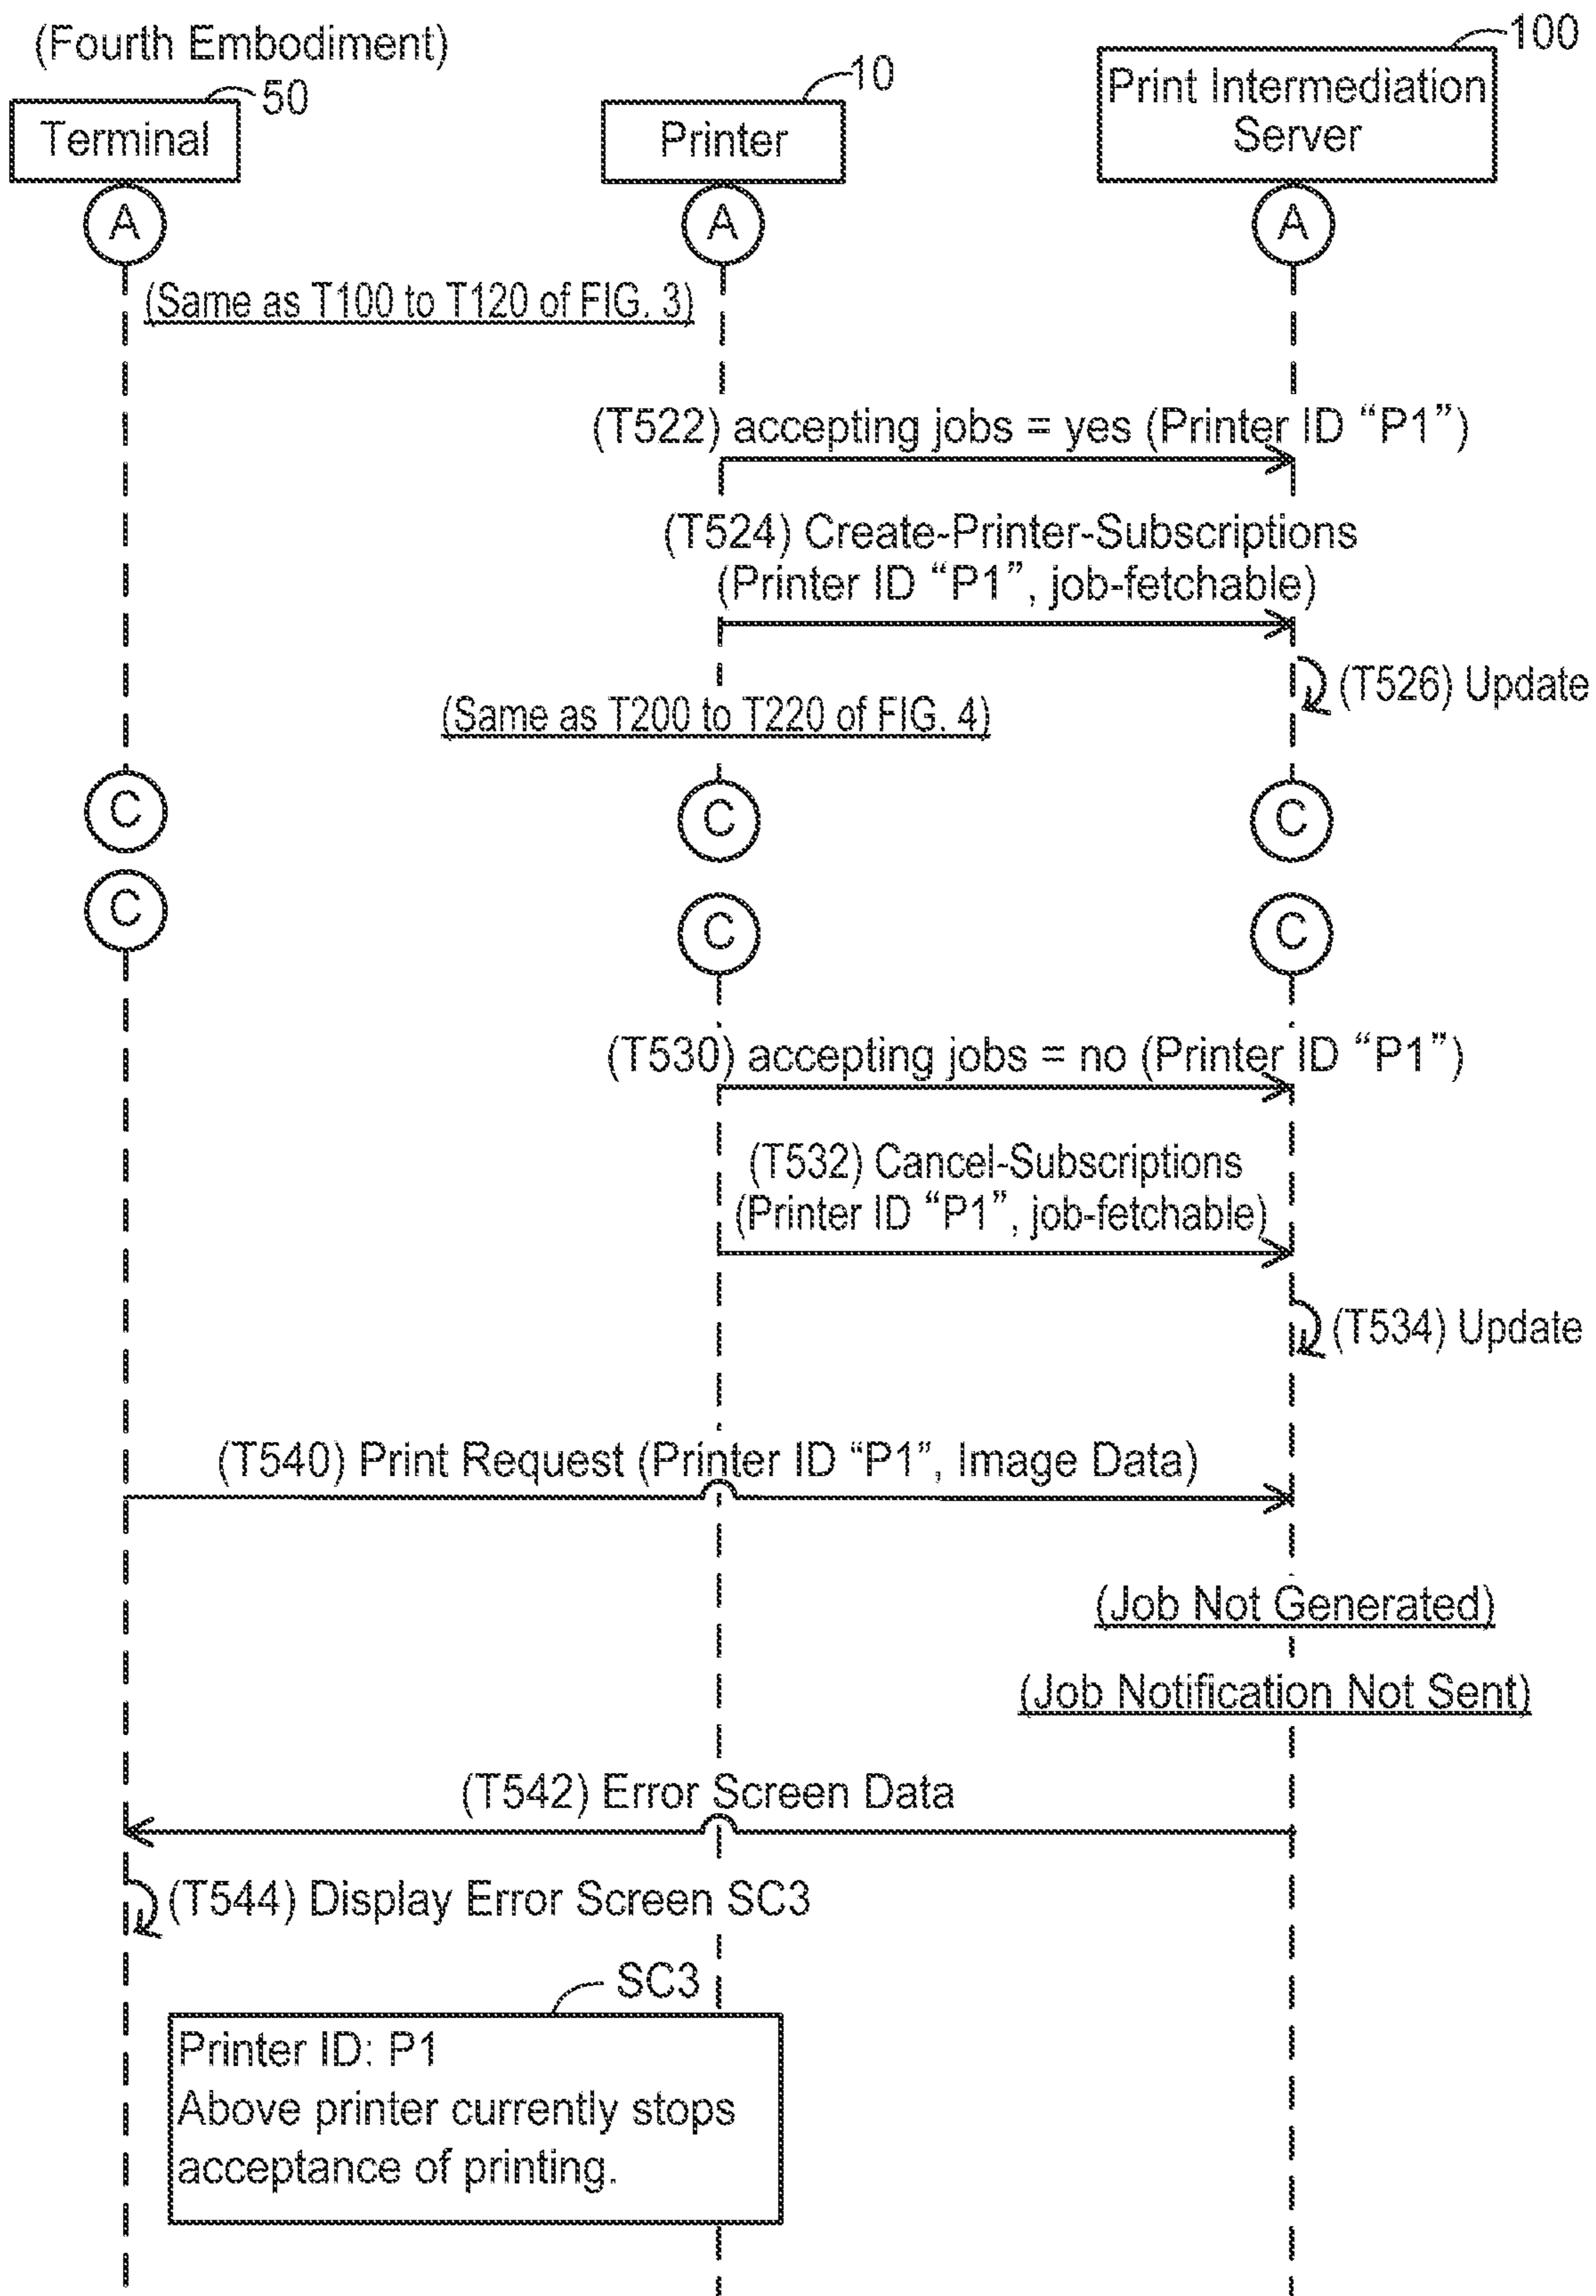 (Fourth Embodiment)
50
10
100
Terminal
Printer
Print Intermediation
Server
A
A
A
(Same as T100 to T120 of FIG. 3)
(T522) accepting jobs = yes (Printer ID “P1”)
(T524) Create-Printer-Subscriptions
(Printer ID “P1”, job-fetchable)
(T526) Update
(Same as T200 to T220 of FIG. 4)
C
C
C
C
C
C
(T530) accepting jobs = no (Printer ID “P1”)
(T532) Cancel-Subscriptions
(Printer ID “P1”, job-fetchable)
(T534) Update
(T540) Print Request (Printer ID “P1”, Image Data)
(Job Not Generated)
(Job Notification Not Sent)
(T542) Error Screen Data
(T544) Display Error Screen SC3
SC3
Printer ID: P1
Above printer currently stops
acceptance of printing.